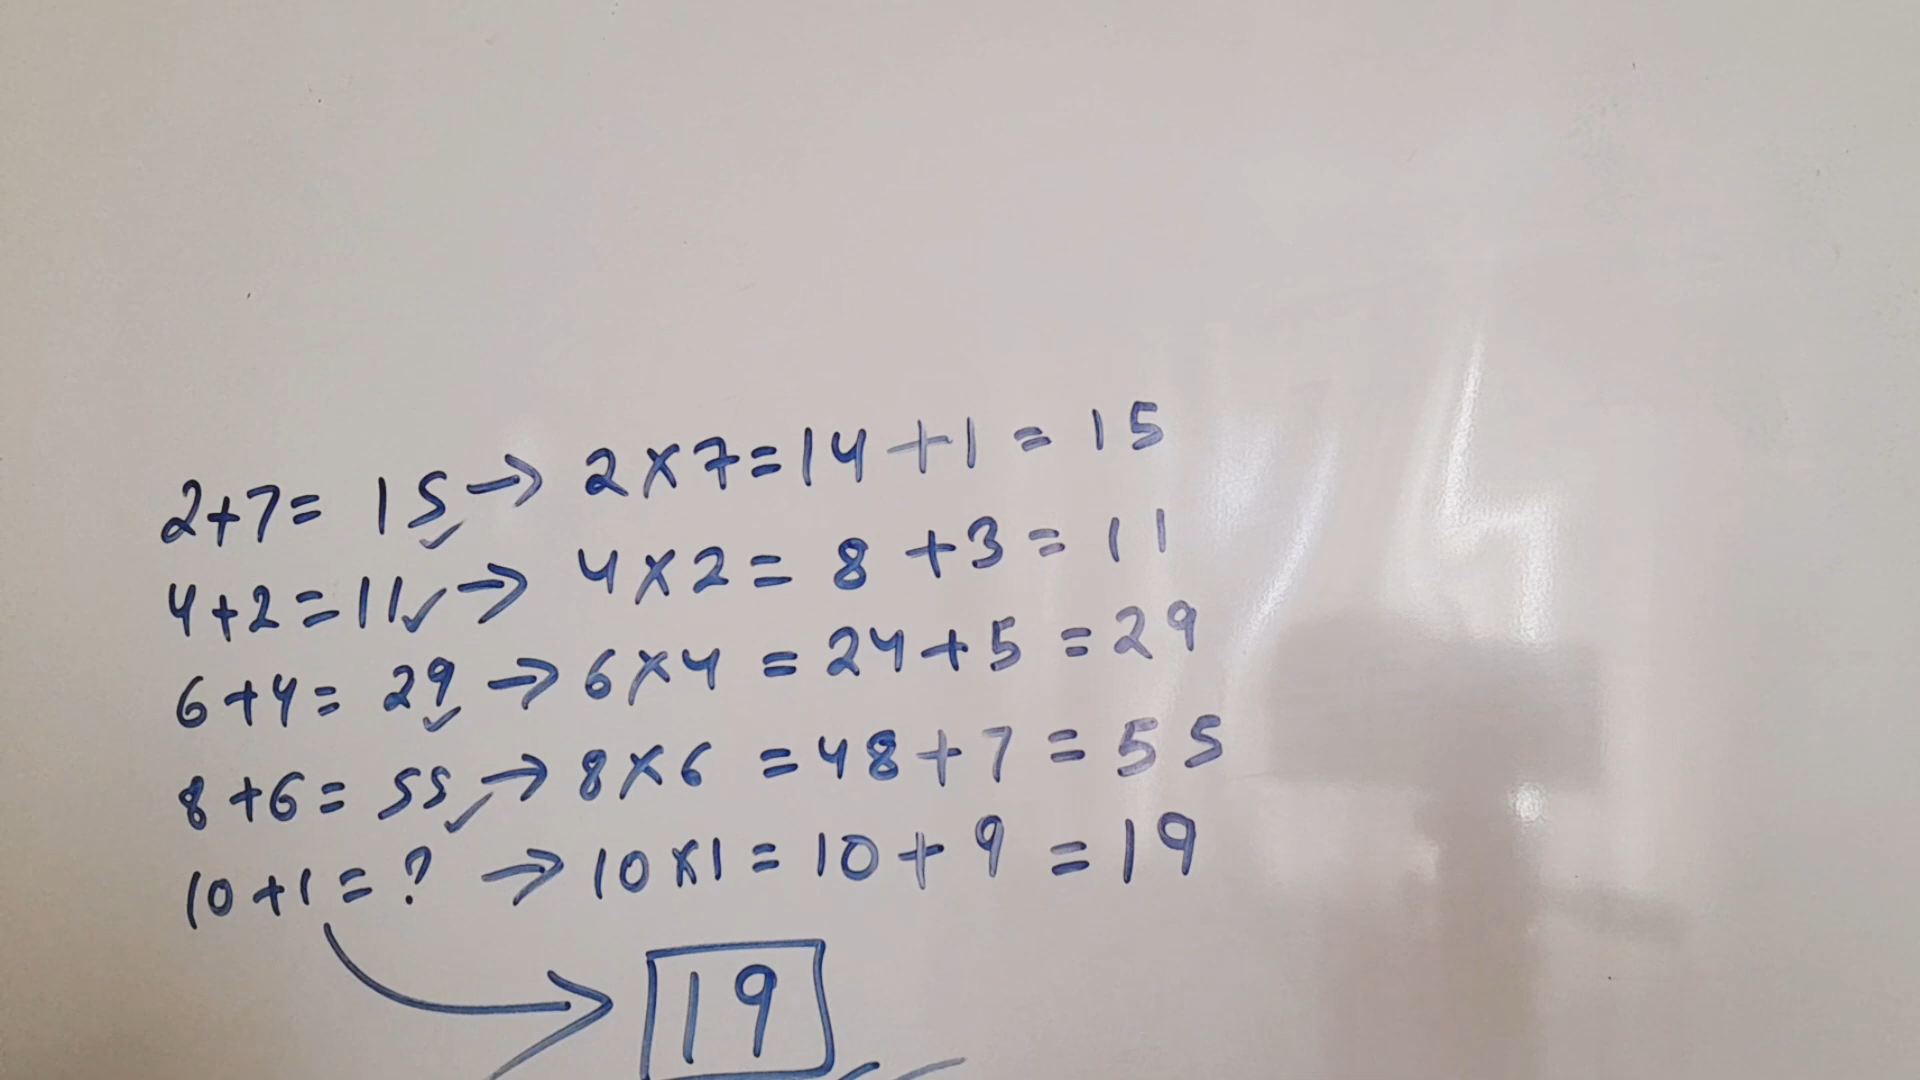 2+7= 15 → 2×7=14+1 = 15
4+2=11 ✓ → 4×2= 8 +3= 11
6+4= 29 → 6×4 = 24+5 =29
8+6= 55 → 8×6 =48+7= 55
10+1=? → 10×1=10+9 =19
19